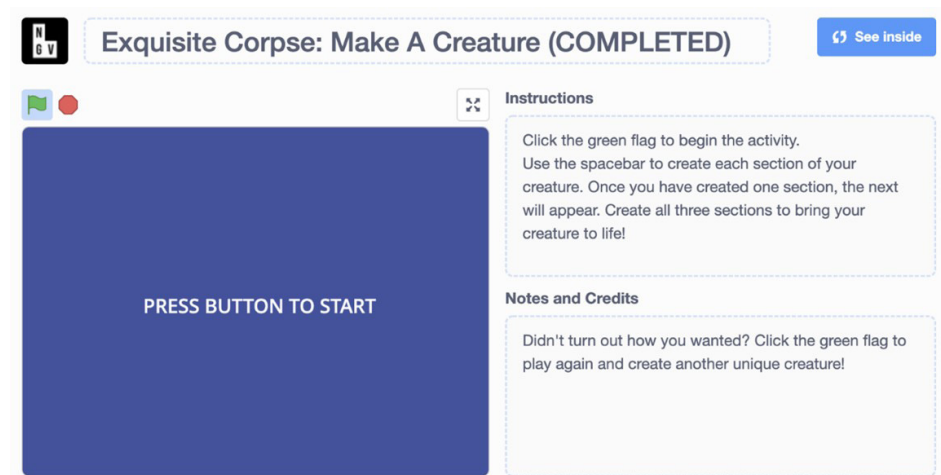 N
G V
Exquisite Corpse: Make A Creature (COMPLETED)
See inside
Instructions
Click the green flag to begin the activity.
Use the spacebar to create each section of your
creature. Once you have created one section, the next
will appear. Create all three sections to bring your
creature to life!
PRESS BUTTON TO START
Notes and Credits
Didn't turn out how you wanted? Click the green flag to
play again and create another unique creature!